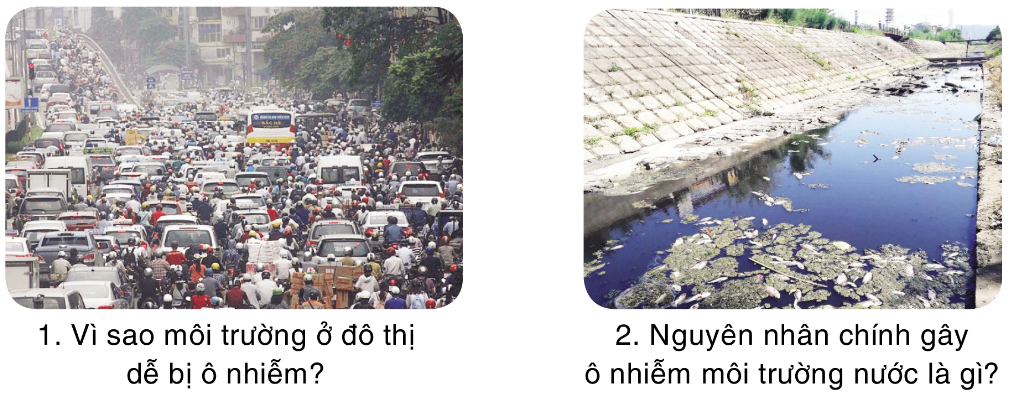 1. Vì sao môi trường ở đô thị
dễ bị ô nhiễm?
2. Nguyên nhân chính gây
ô nhiễm môi trường nước là gì?